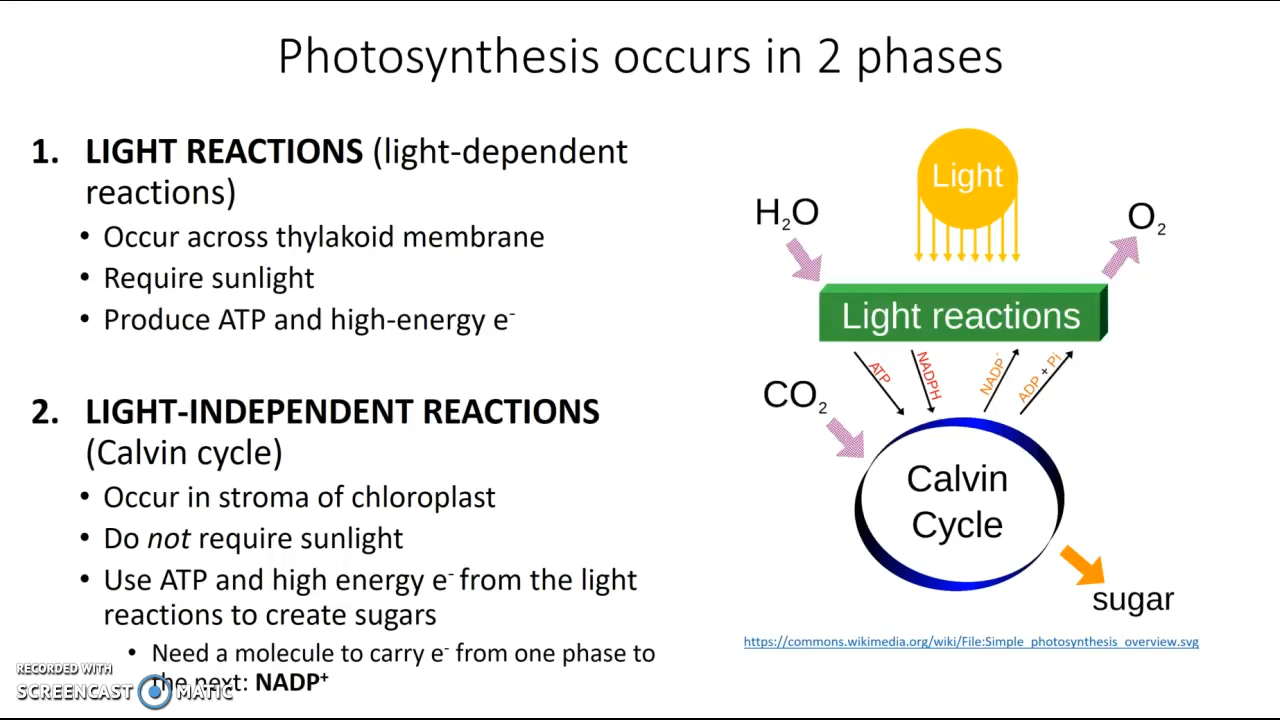 Photosynthesis occurs in 2 phases
1. LIGHT REACTIONS (light-dependent
reactions)
• Occur across thylakoid membrane
• Require sunlight
• Produce ATP and high-energy e-
2. LIGHT-INDEPENDENT REACTIONS
(Calvin cycle)
• Occur in stroma of chloroplast
• Do not require sunlight
• Use ATP and high energy e- from the light
reactions to create sugars
• Need a molecule to carry e- from one phase to
the next: NADP+
RECORDED WITH
SCREENCAST MATIC
Light
H2O
O2
Light reactions
ATP
NADPH
NADP+
ADP + Pi
CO2
Calvin
Cycle
sugar
https://commons.wikimedia.org/wiki/File:Simple_photosynthesis_overview.svg